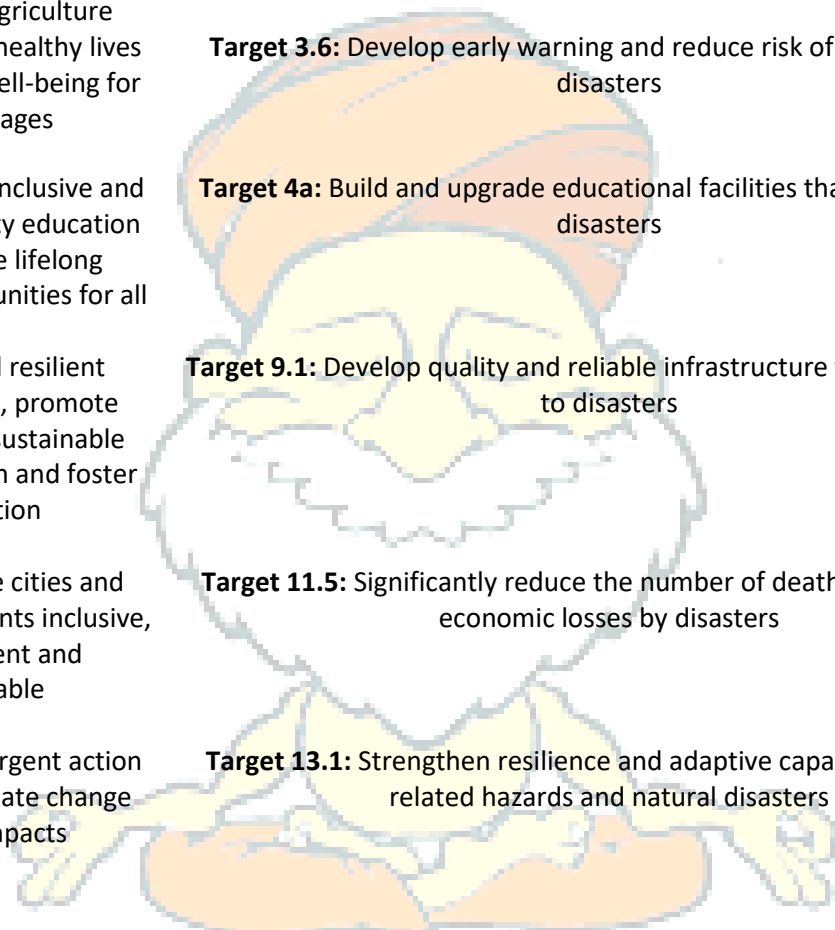 griculture
healthy lives
ell-being for
ages
Target 3.6: Develop early warning and reduce risk of
disasters
nclusive and
ty education
e lifelong
unities for all
Target 4a: Build and upgrade educational facilities tha
disasters
d resilient
, promote
sustainable
n and foster
tion
Target 9.1: Develop quality and reliable infrastructure
to disasters
e cities and
nts inclusive,
ent and
able
Target 11.5: Significantly reduce the number of death
economic losses by disasters
rgent action
ate change
mpacts
Target 13.1: Strengthen resilience and adaptive capa
related hazards and natural disasters